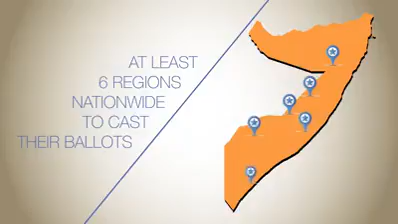 AT LEAST
6 REGIONS
NATIONWIDE
TO CAST
THEIR BALLOTS